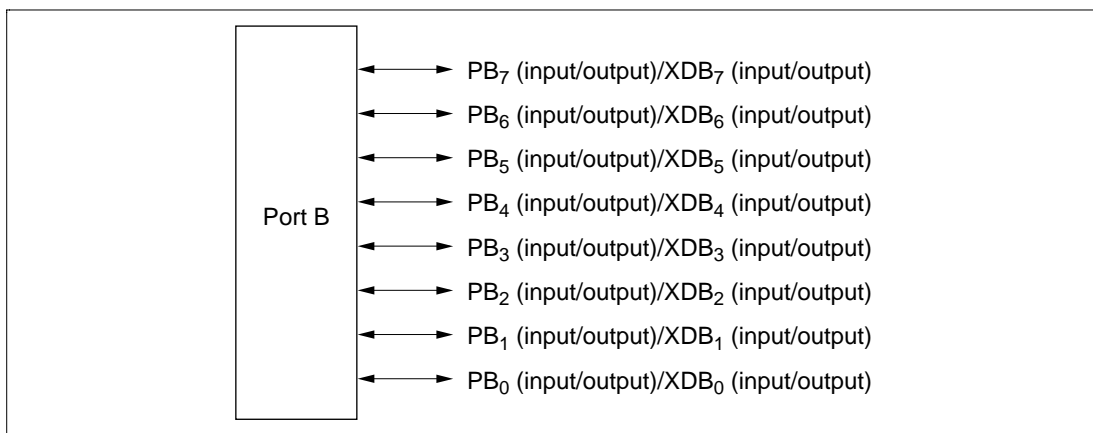 Port B
PB7 (input/output)/XDB7 (input/output)
PB6 (input/output)/XDB6 (input/output)
PB5 (input/output)/XDB5 (input/output)
PB4 (input/output)/XDB4 (input/output)
PB3 (input/output)/XDB3 (input/output)
PB2 (input/output)/XDB2 (input/output)
PB1 (input/output)/XDB1 (input/output)
PB0 (input/output)/XDB0 (input/output)